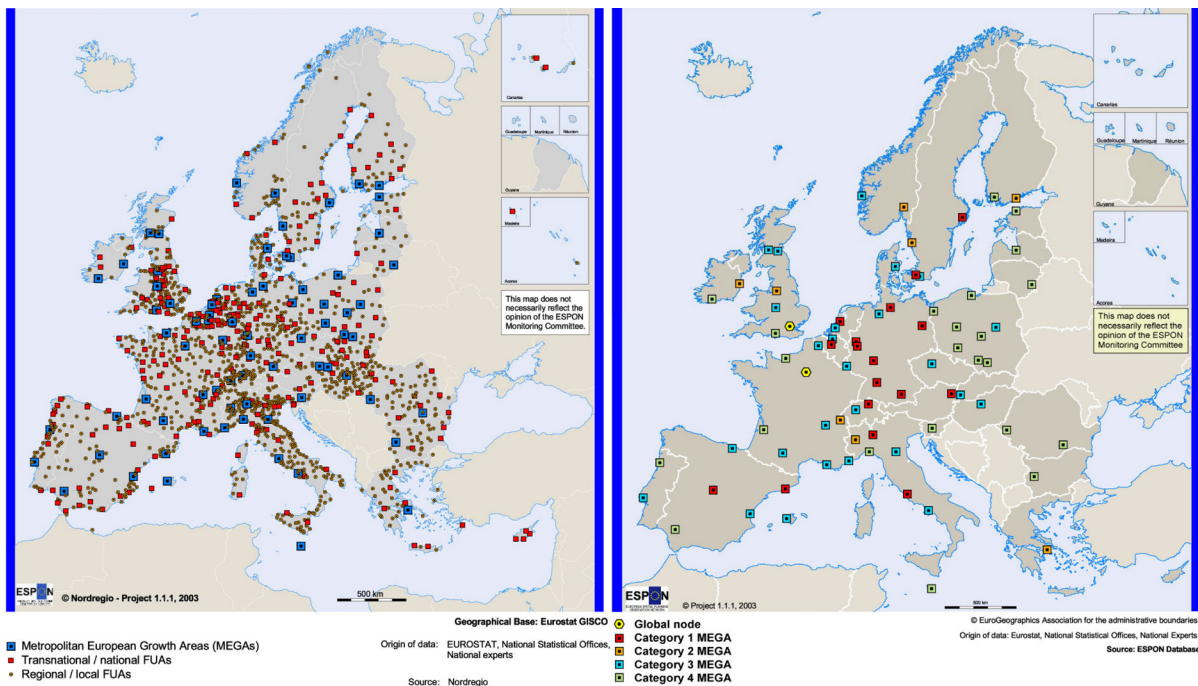 Canarias
Guadeloupe
Martinique
Réunion
Guyane
Madeira
Acores
This map does not
necessarily reflect the
opinion of the ESPON
Monitoring Committee.
ESPON
© Nordregio - Project 1.1.1, 2003
500 km
Canarias
Guadeloupe
Martinique
Réunion
Guyane
Madeira
Acores
This map does not
necessarily reflect the
opinion of the ESPON
Monitoring Committee
ESPON
© Project 1.1.1, 2003
500 km
Geographical Base: Eurostat GISCO
Metropolitan European Growth Areas (MEGAs)
Transnational / national FUAs
Regional / local FUAs
Origin of data: EUROSTAT, National Statistical Offices,
National experts
Source: Nordregio
Global node
Category 1 MEGA
Category 2 MEGA
Category 3 MEGA
Category 4 MEGA
© EuroGeographics Association for the administrative boundaries
Origin of data: Eurostat, National Statistical Offices, National Experts
Source: ESPON Database